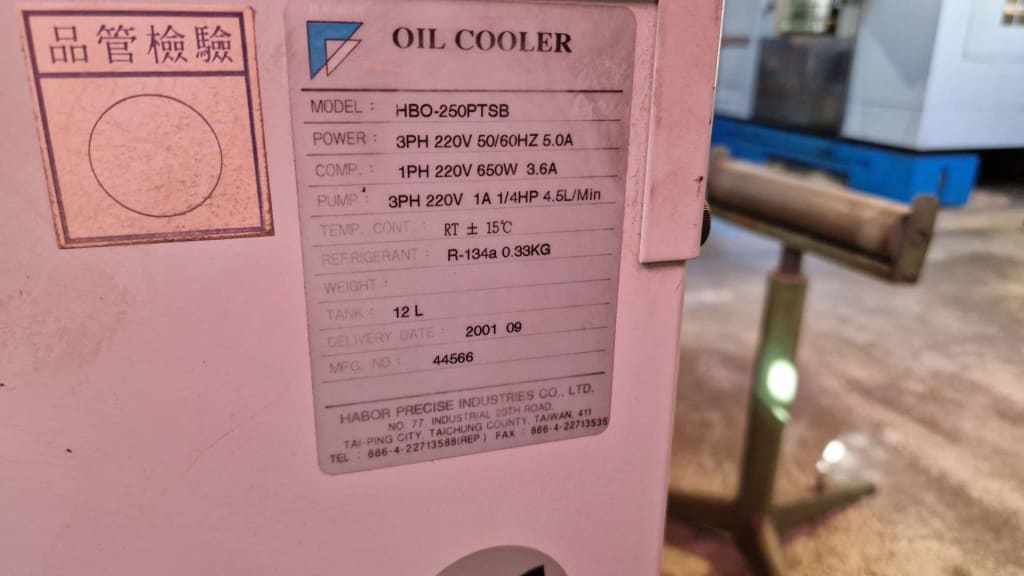 品管檢驗
OIL COOLER
MODEL : HBO-250PTSB
POWER : 3PH 220V 50/60HZ 5.0A
COMP. : 1PH 220V 650W 3.6A
PUMP : 3PH 220V 1A 1/4HP 4.5L/Min
TEMP. CONT. : RT ± 15℃
REFRIGERANT : R-134a 0.33KG
WEIGHT :
TANK : 12 L
DELIVERY DATE : 2001 09
MFG. NO : 44566
HABOR PRECISE INDUSTRIES CO., LTD.
NO. 77, INDUSTRIAL 20TH ROAD,
TAI-PING CITY, TAICHUNG COUNTY, TAIWAN, 411
TEL : 886-4-22713588(REP) FAX : 886-4-22713535